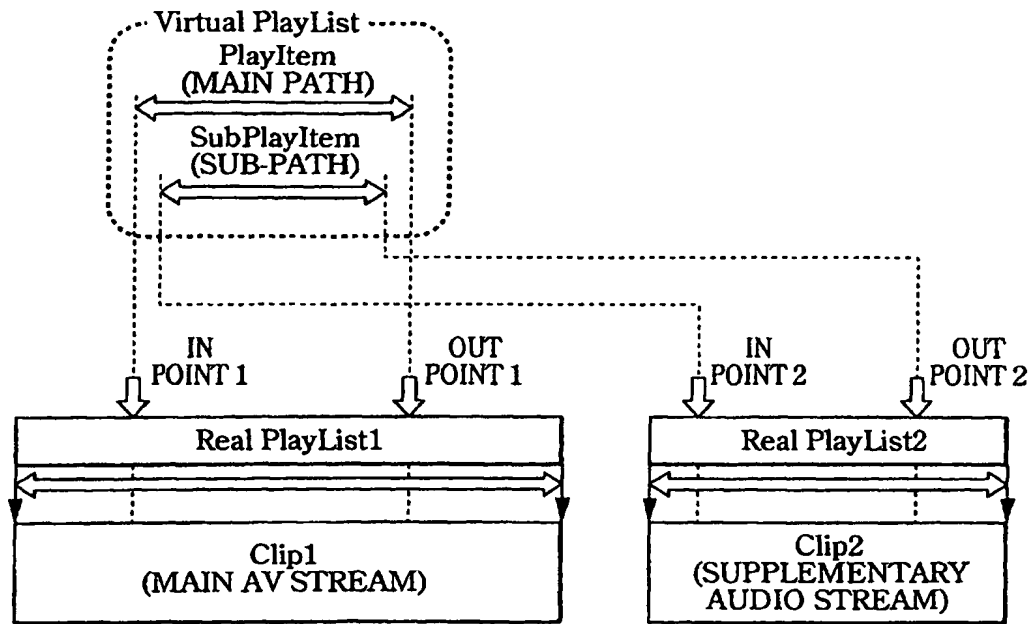 Virtual PlayList
PlayItem
(MAIN PATH)
SubPlayItem
(SUB-PATH)
IN
POINT 1
OUT
POINT 1
IN
POINT 2
OUT
POINT 2
Real PlayList1
Real PlayList2
Clip1
(MAIN AV STREAM)
Clip2
(SUPPLEMENTARY
AUDIO STREAM)